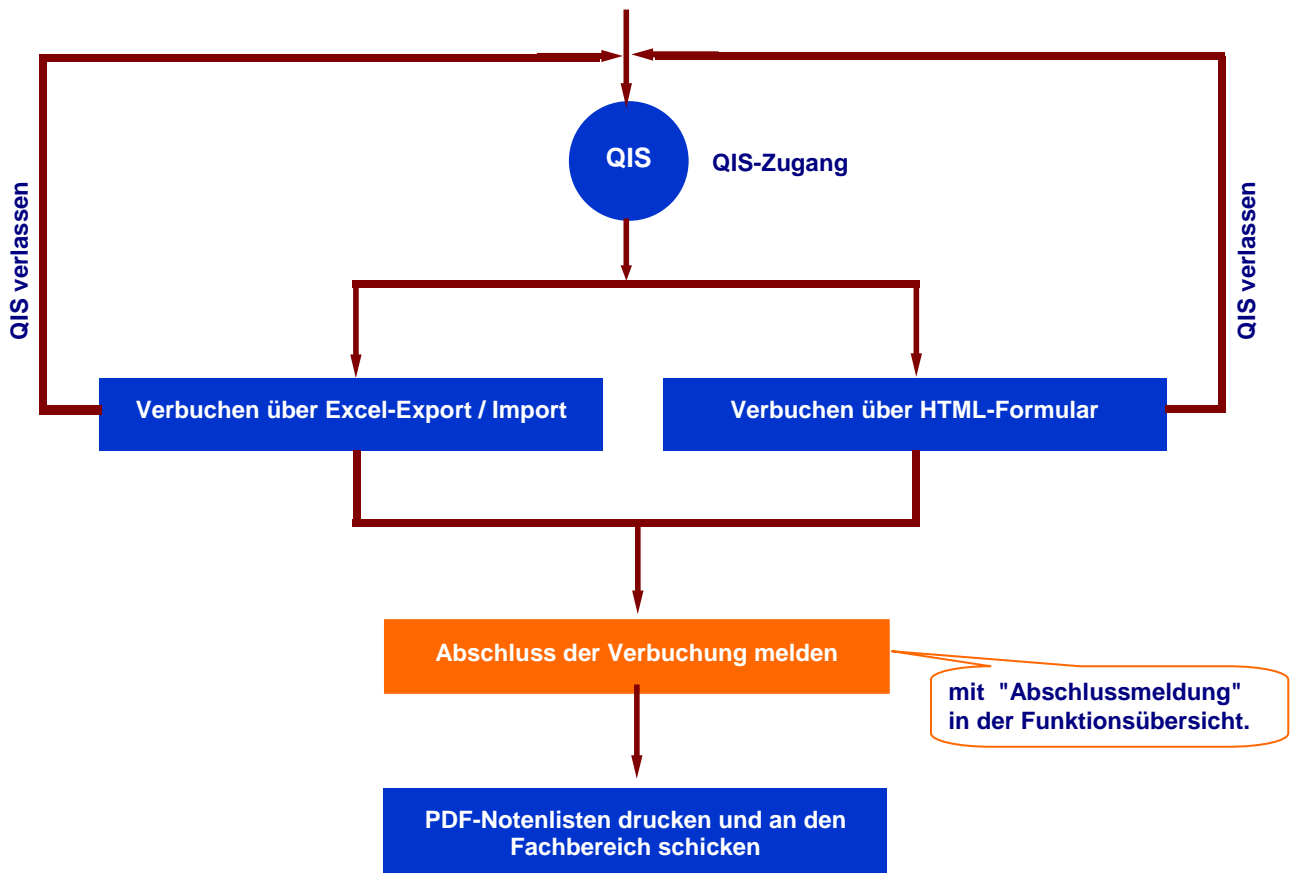 QIS
QIS-Zugang
QIS verlassen
QIS verlassen
Verbuchen über Excel-Export / Import
Verbuchen über HTML-Formular
Abschluss der Verbuchung melden
mit "Abschlussmeldung"
in der Funktionsübersicht.
PDF-Notenlisten drucken und an den
Fachbereich schicken